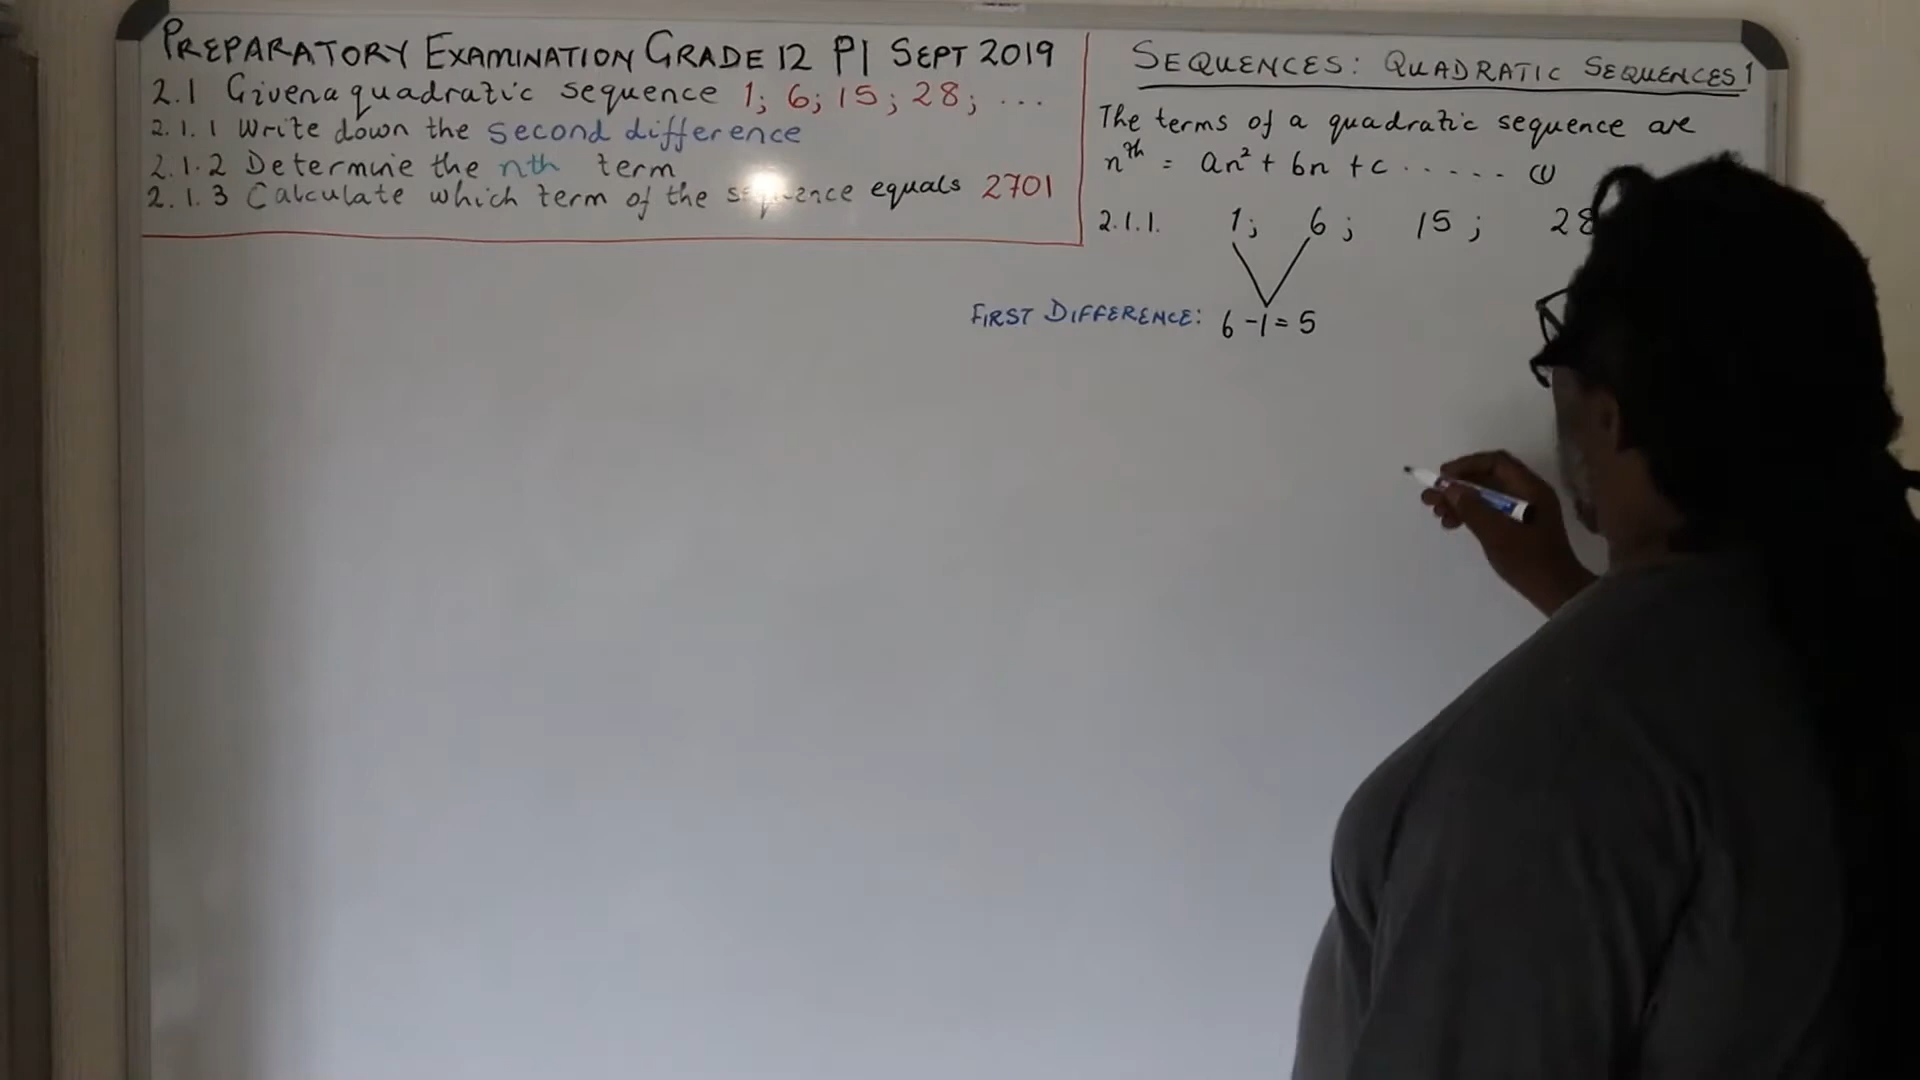 PREPARATORY EXAMINATION GRADE 12 P1 SEPT 2019
2.1 Given a quadratic sequence 1; 6; 15; 28; ...
2.1.1 Write down the second difference
2.1.2 Determine the nth term
2.1.3 Calculate which term of the sequence equals 2701
SEQUENCES: QUADRATIC SEQUENCES 1
The terms of a quadratic sequence are
nᵗʰ = an² + bn + c ..... (1)
2.1.1. 1; 6; 15; 28
FIRST DIFFERENCE: 6 - 1 = 5